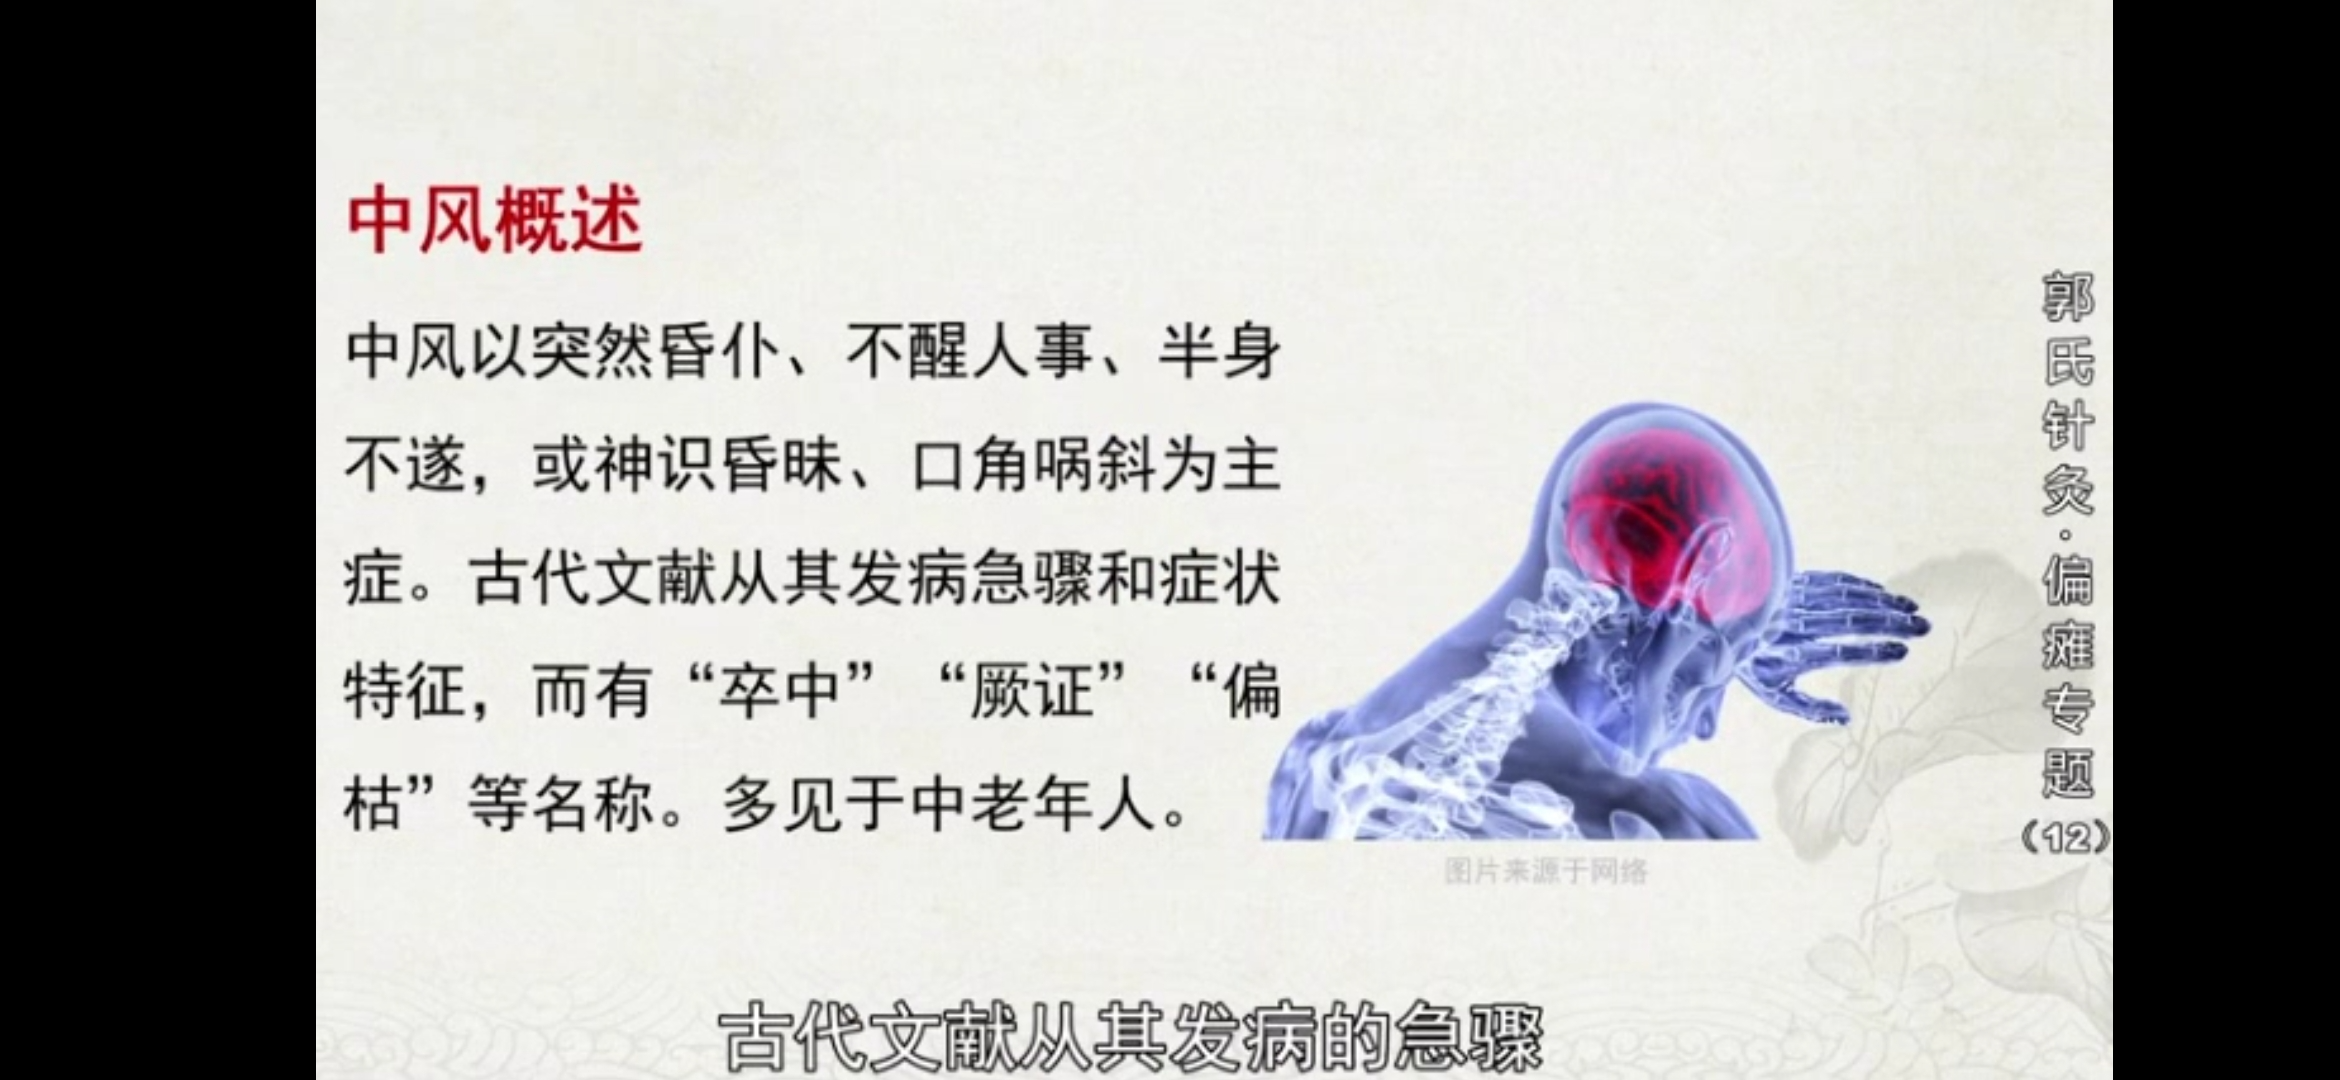 中风概述
中风以突然昏仆、不醒人事、半身
不遂，或神识昏昧、口角㖞斜为主
症。古代文献从其发病急骤和症状
特征，而有“卒中”“厥证”“偏
枯”等名称。多见于中老年人。
图片来源于网络
郭氏针灸·偏瘫专题（12）
古代文献从其发病的急骤